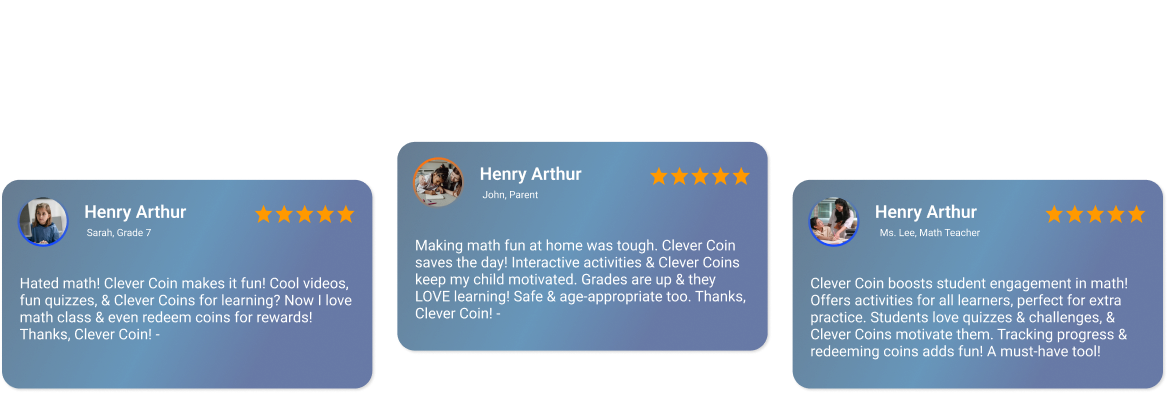 Henry Arthur
Sarah, Grade 7
Hated math! Clever Coin makes it fun! Cool videos,
fun quizzes, & Clever Coins for learning? Now I love
math class & even redeem coins for rewards!
Thanks, Clever Coin! -
Henry Arthur
John, Parent
Making math fun at home was tough. Clever Coin
saves the day! Interactive activities & Clever Coins
keep my child motivated. Grades are up & they
LOVE learning! Safe & age-appropriate too. Thanks,
Clever Coin! -
Henry Arthur
Ms. Lee, Math Teacher
Clever Coin boosts student engagement in math!
Offers activities for all learners, perfect for extra
practice. Students love quizzes & challenges, &
Clever Coins motivate them. Tracking progress &
redeeming coins adds fun! A must-have tool!